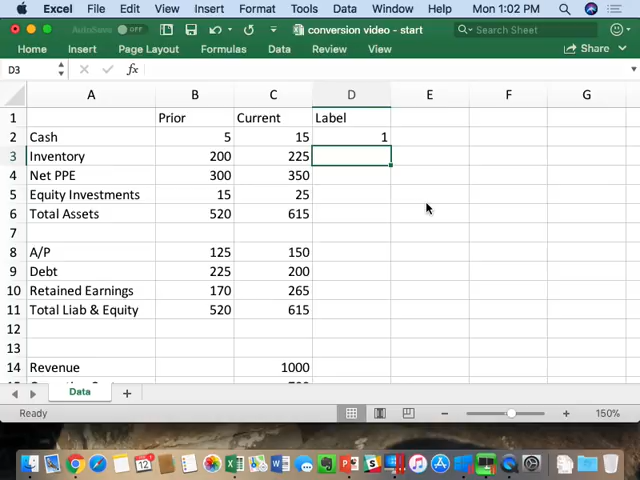 Excel File Edit View Insert Format Tools Data Window Help Mon 1:02 PM
AutoSave OFF conversion video - start Search Sheet
Home Insert Page Layout Formulas Data Review View Share
D3 fx
A B C D E F G
1 Prior Current Label
2 Cash 5 15 1
3 Inventory 200 225
4 Net PPE 300 350
5 Equity Investments 15 25
6 Total Assets 520 615
7
8 A/P 125 150
9 Debt 225 200
10 Retained Earnings 170 265
11 Total Liab & Equity 520 615
12
13
14 Revenue 1000
Data
Ready 150%